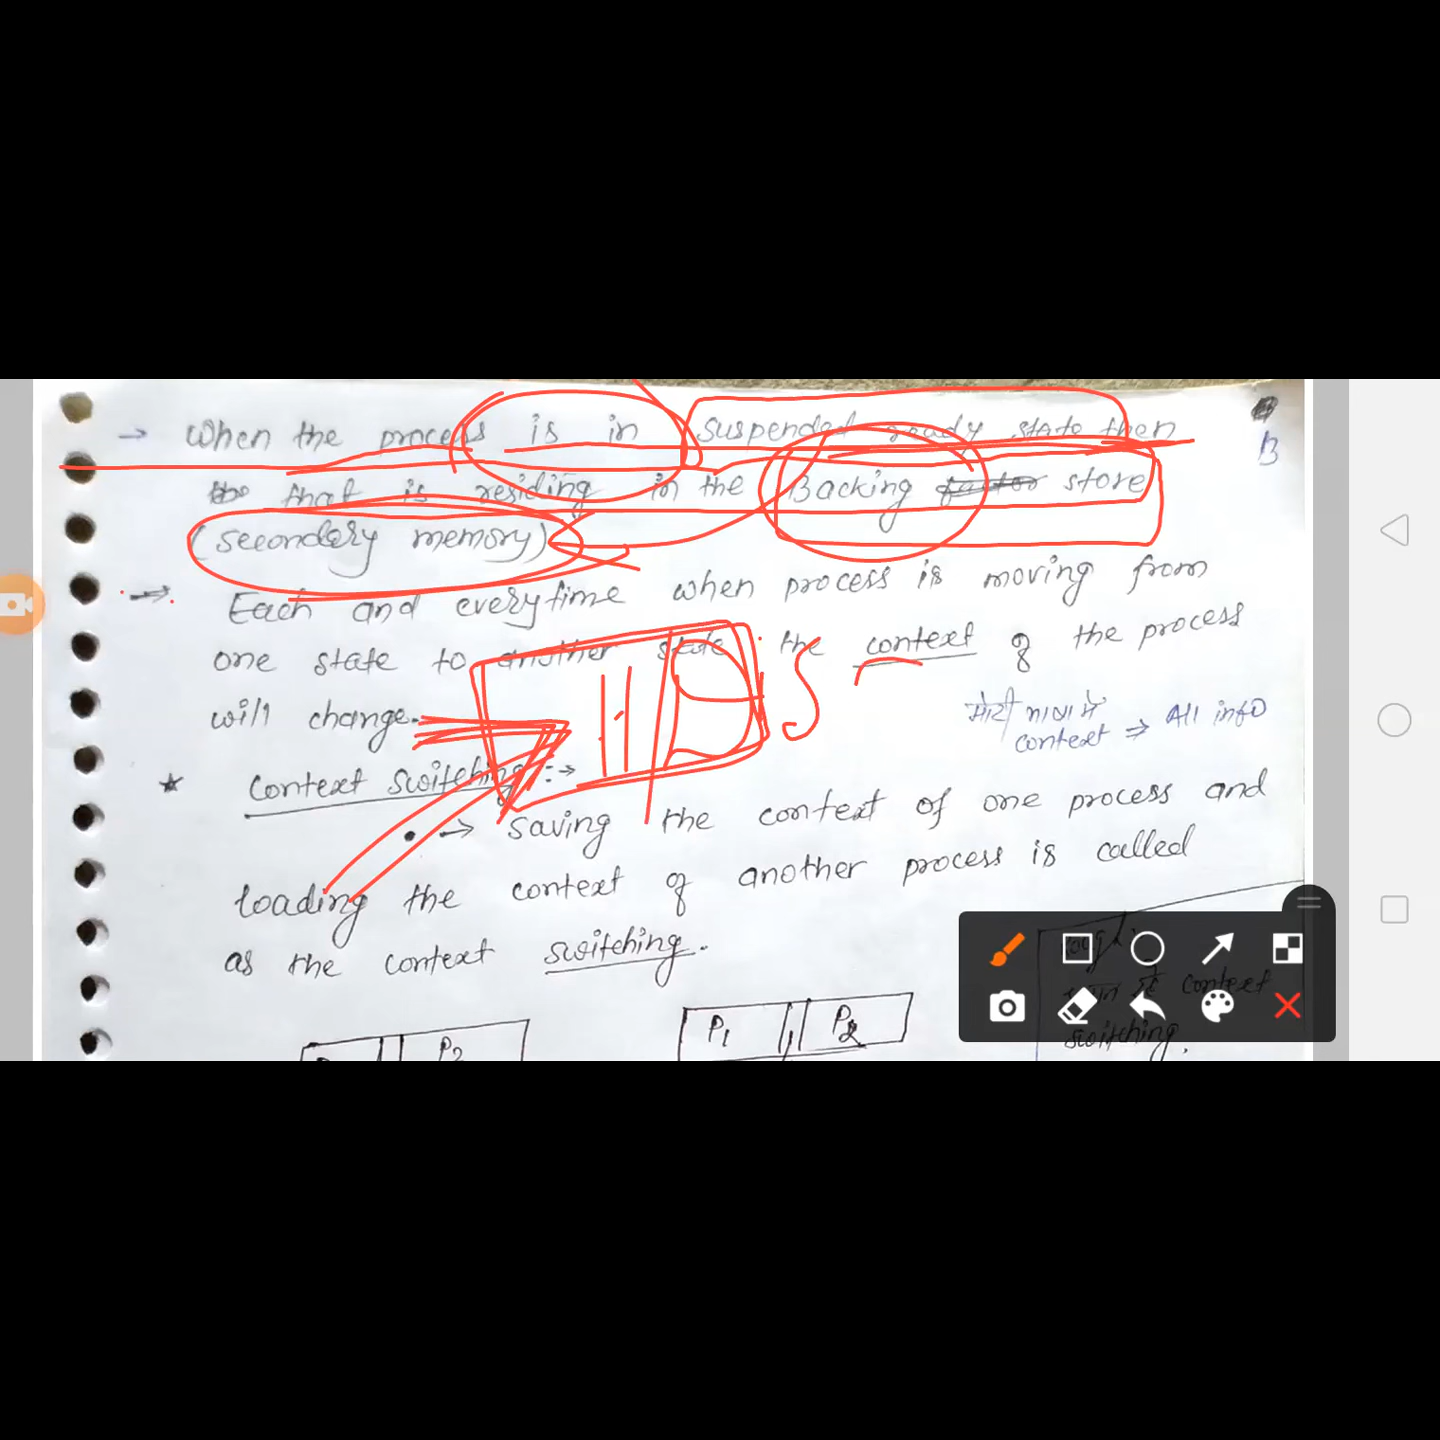 → When the process is in suspended ready state then
that is residing in the Backing store
(secondary memory)
→ Each and everytime when process is moving from
one state to another state the context of the process
will change.
मोटी भाषा में
context ⇒ All info
* Context switching :→
• → Saving the context of one process and
loading the context of another process is called
as the context switching.
P1 P2
P2
context
switching.